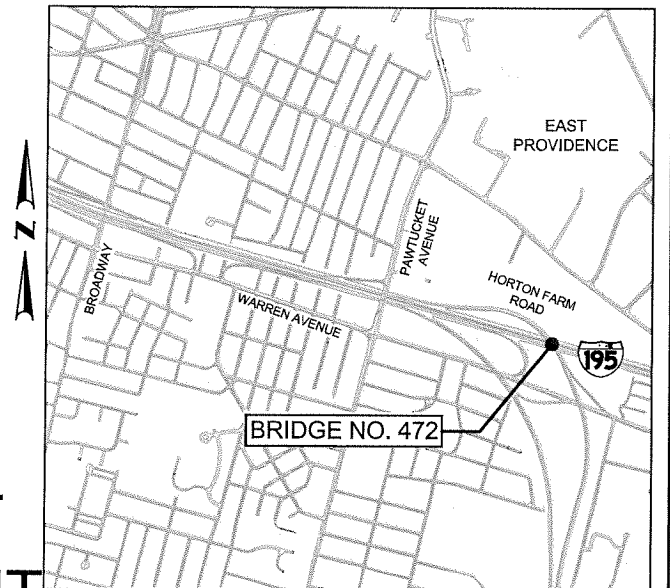 EAST
PROVIDENCE
N
PAWTUCKET
AVENUE
BROADWAY
HORTON FARM
ROAD
WARREN AVENUE
195
BRIDGE NO. 472